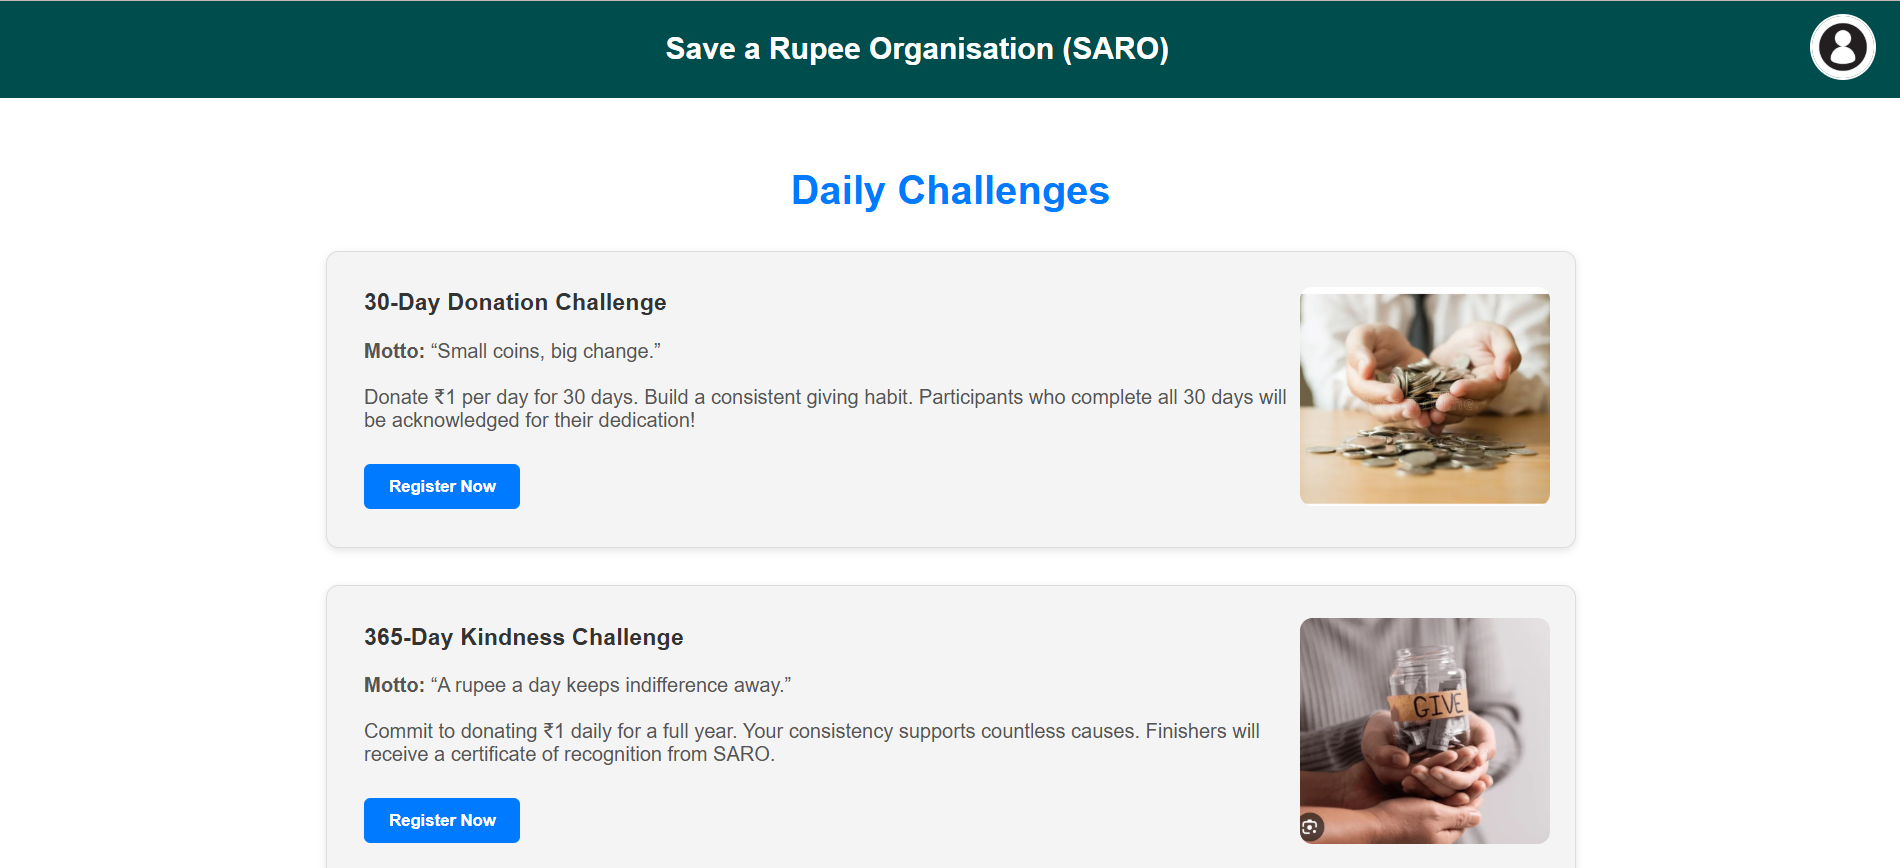 Save a Rupee Organisation (SARO)
Daily Challenges
30-Day Donation Challenge
Motto: “Small coins, big change.”
Donate ₹1 per day for 30 days. Build a consistent giving habit. Participants who complete all 30 days will
be acknowledged for their dedication!
Register Now
365-Day Kindness Challenge
Motto: “A rupee a day keeps indifference away.”
Commit to donating ₹1 daily for a full year. Your consistency supports countless causes. Finishers will
receive a certificate of recognition from SARO.
GIVE
Register Now